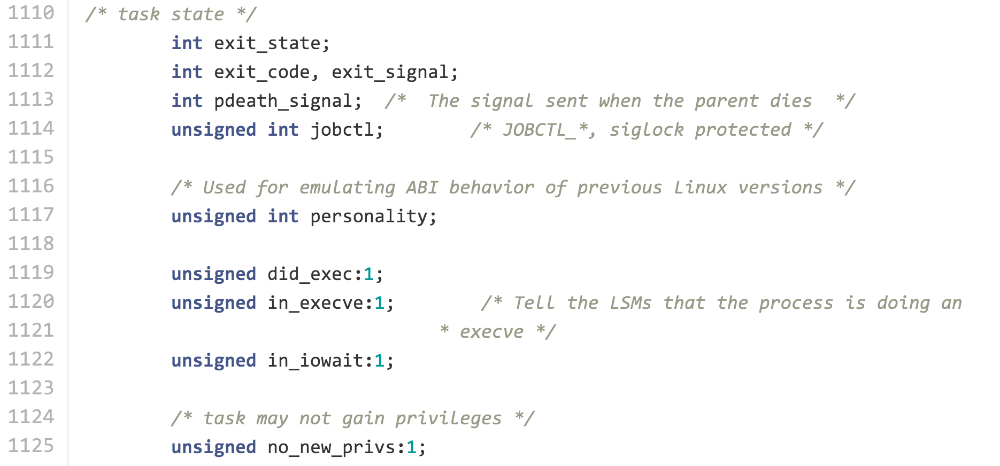 1110 /* task state */
1111         int exit_state;
1112         int exit_code, exit_signal;
1113         int pdeath_signal;  /*  The signal sent when the parent dies  */
1114         unsigned int jobctl;        /* JOBCTL_*, siglock protected */
1115
1116         /* Used for emulating ABI behavior of previous Linux versions */
1117         unsigned int personality;
1118
1119         unsigned did_exec:1;
1120         unsigned in_execve:1;        /* Tell the LSMs that the process is doing an
1121                                  * execve */
1122         unsigned in_iowait:1;
1123
1124         /* task may not gain privileges */
1125         unsigned no_new_privs:1;